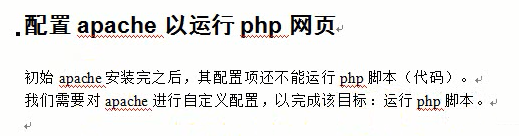 配置 apache 以运行 php 网页
初始 apache 安装完之后，其配置项还不能运行 php 脚本（代码）。
我们需要对 apache 进行自定义配置，以完成该目标：运行 php 脚本。